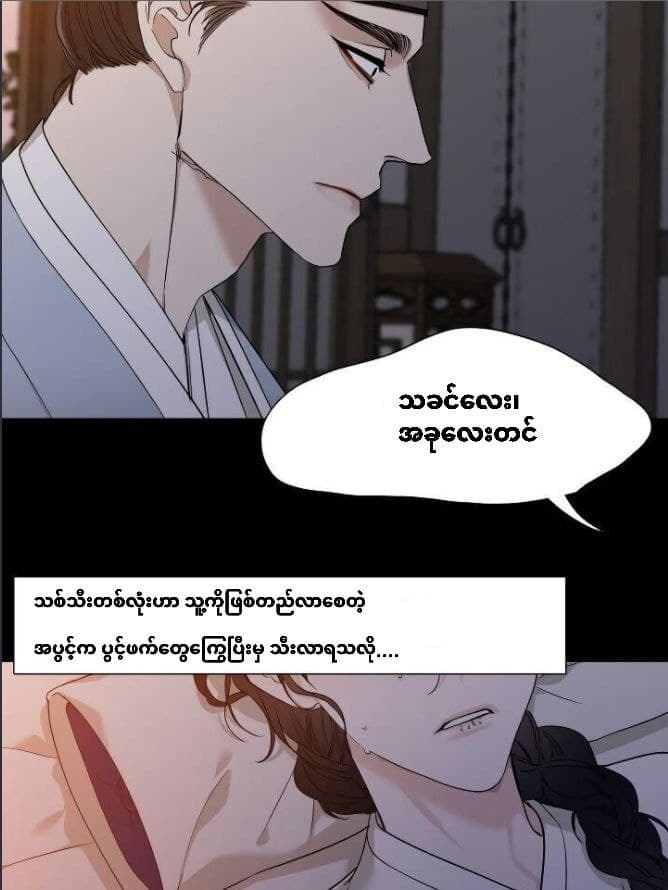 သခင်လေး၊
အခုလေးတင်
သစ်သီးတစ်လုံးဟာ သူ့ကိုဖြစ်တည်လာစေတဲ့
အပွင့်က ပွင့်ဖက်တွေကြွေပြီးမှ သီးလာရသလို....